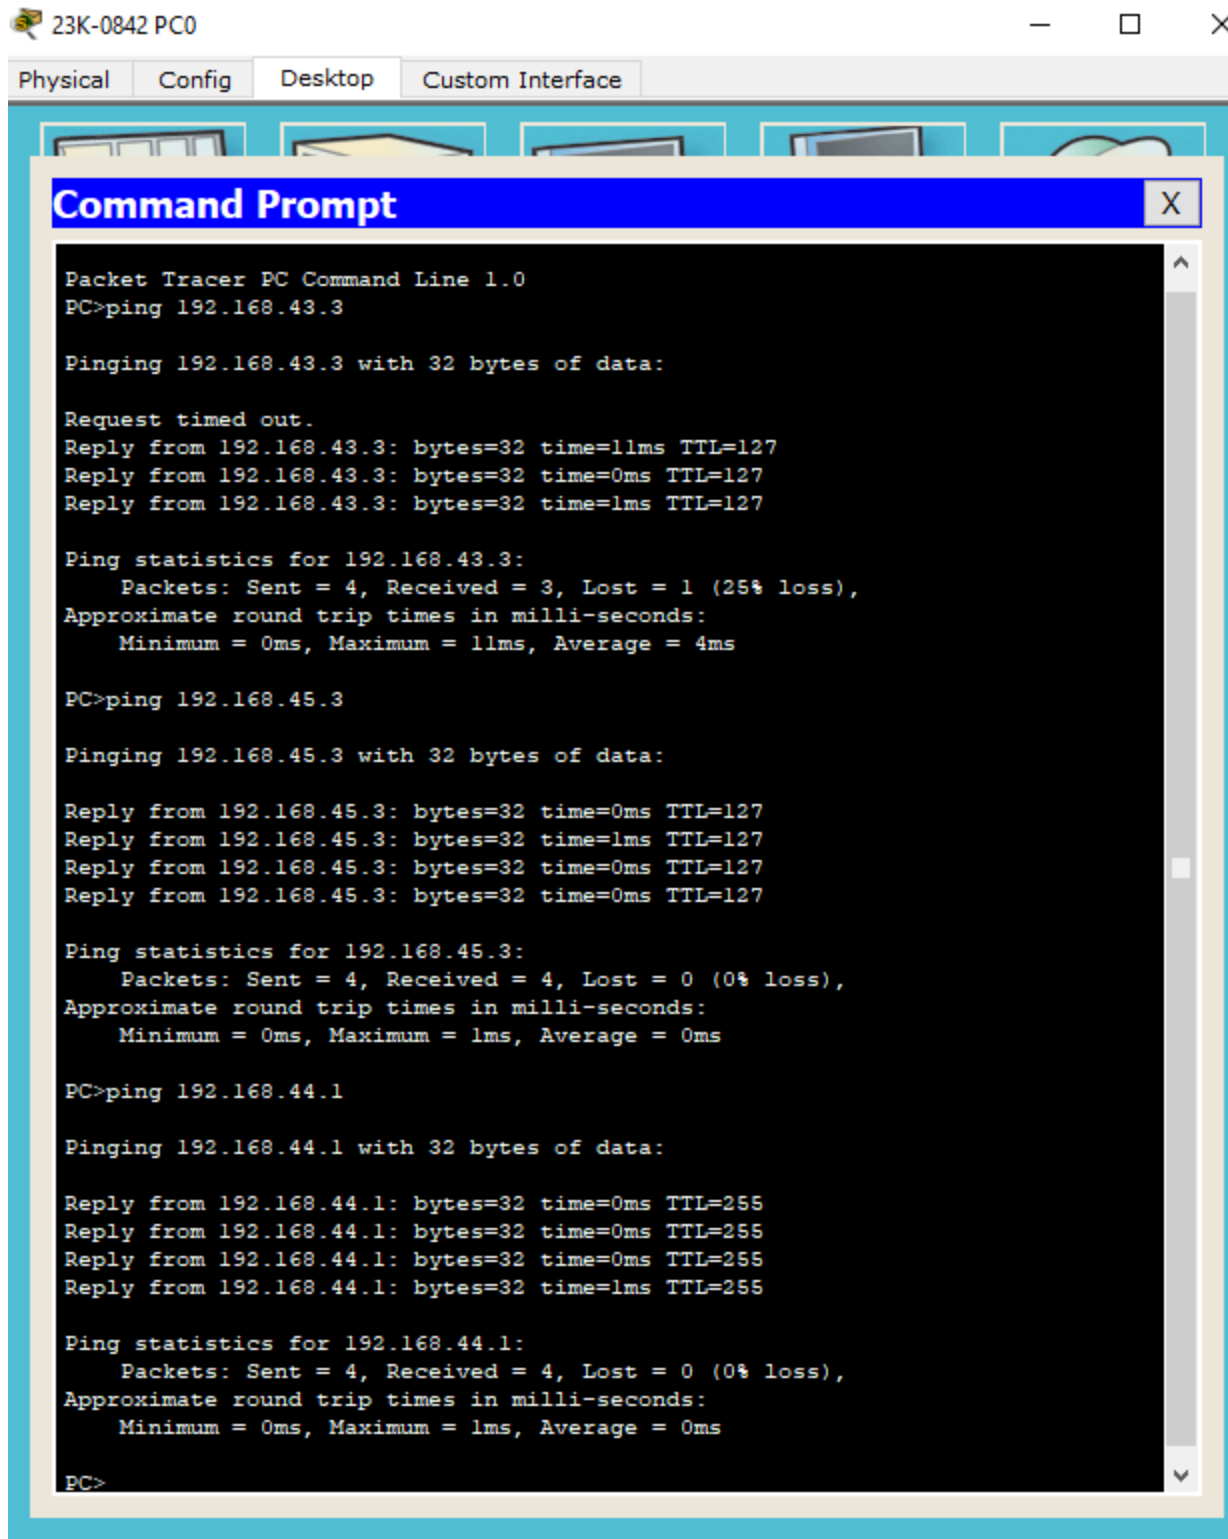 23K-0842 PC0
Physical Config Desktop Custom Interface
Command Prompt X
Packet Tracer PC Command Line 1.0
PC>ping 192.168.43.3
Pinging 192.168.43.3 with 32 bytes of data:
Request timed out.
Reply from 192.168.43.3: bytes=32 time=11ms TTL=127
Reply from 192.168.43.3: bytes=32 time=0ms TTL=127
Reply from 192.168.43.3: bytes=32 time=1ms TTL=127
Ping statistics for 192.168.43.3:
Packets: Sent = 4, Received = 3, Lost = 1 (25% loss),
Approximate round trip times in milli-seconds:
Minimum = 0ms, Maximum = 11ms, Average = 4ms
PC>ping 192.168.45.3
Pinging 192.168.45.3 with 32 bytes of data:
Reply from 192.168.45.3: bytes=32 time=0ms TTL=127
Reply from 192.168.45.3: bytes=32 time=1ms TTL=127
Reply from 192.168.45.3: bytes=32 time=0ms TTL=127
Reply from 192.168.45.3: bytes=32 time=0ms TTL=127
Ping statistics for 192.168.45.3:
Packets: Sent = 4, Received = 4, Lost = 0 (0% loss),
Approximate round trip times in milli-seconds:
Minimum = 0ms, Maximum = 1ms, Average = 0ms
PC>ping 192.168.44.1
Pinging 192.168.44.1 with 32 bytes of data:
Reply from 192.168.44.1: bytes=32 time=0ms TTL=255
Reply from 192.168.44.1: bytes=32 time=0ms TTL=255
Reply from 192.168.44.1: bytes=32 time=0ms TTL=255
Reply from 192.168.44.1: bytes=32 time=1ms TTL=255
Ping statistics for 192.168.44.1:
Packets: Sent = 4, Received = 4, Lost = 0 (0% loss),
Approximate round trip times in milli-seconds:
Minimum = 0ms, Maximum = 1ms, Average = 0ms
PC>